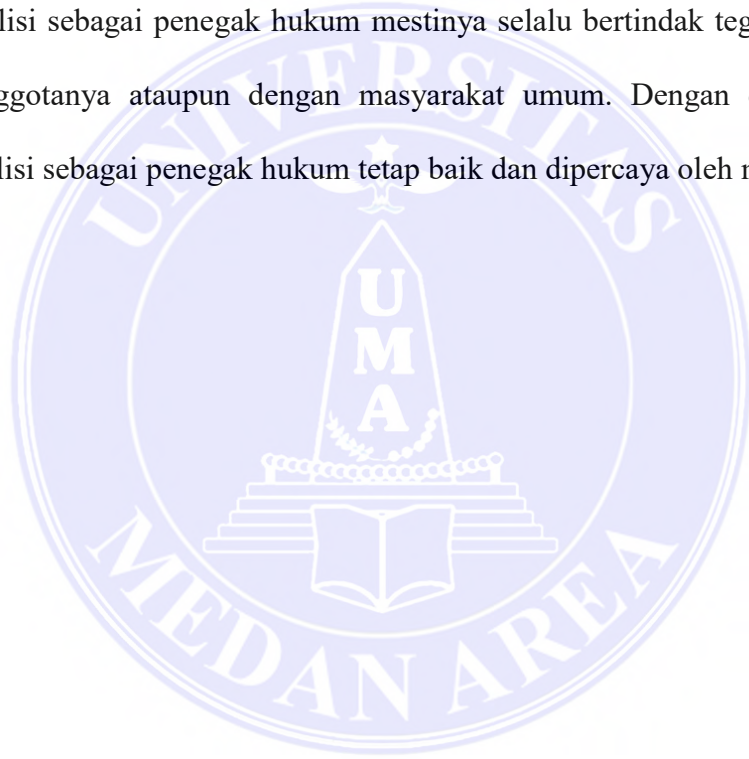 lisi sebagai penegak hukum mestinya selalu bertindak teg
ggotanya ataupun dengan masyarakat umum. Dengan
lisi sebagai penegak hukum tetap baik dan dipercaya oleh
UNIVERSITAS
UMA
MEDAN AREA